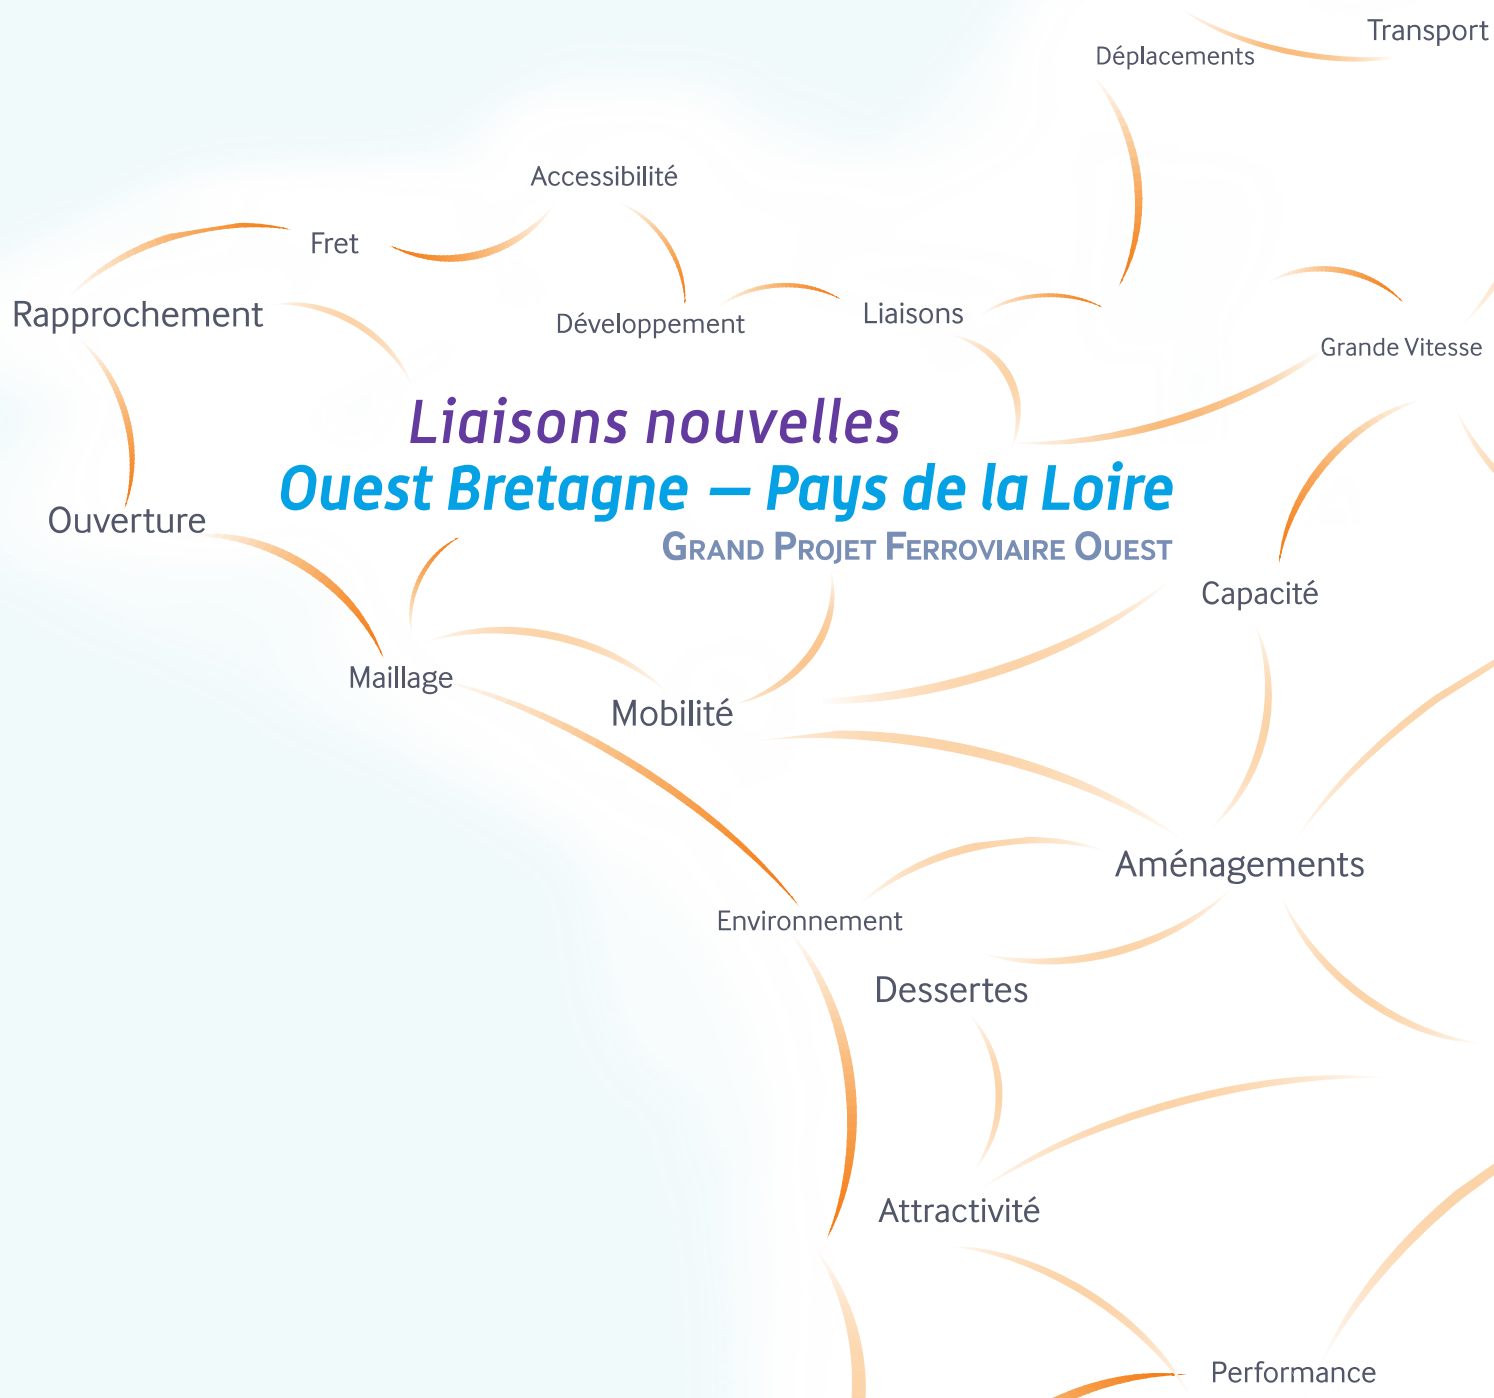 Transport
Déplacements
Accessibilité
Fret
Rapprochement
Développement
Liaisons
Grande Vitesse
Liaisons nouvelles
Ouest Bretagne — Pays de la Loire
GRAND PROJET FERROVIAIRE OUEST
Ouverture
Capacité
Maillage
Mobilité
Aménagements
Environnement
Dessertes
Attractivité
Performance